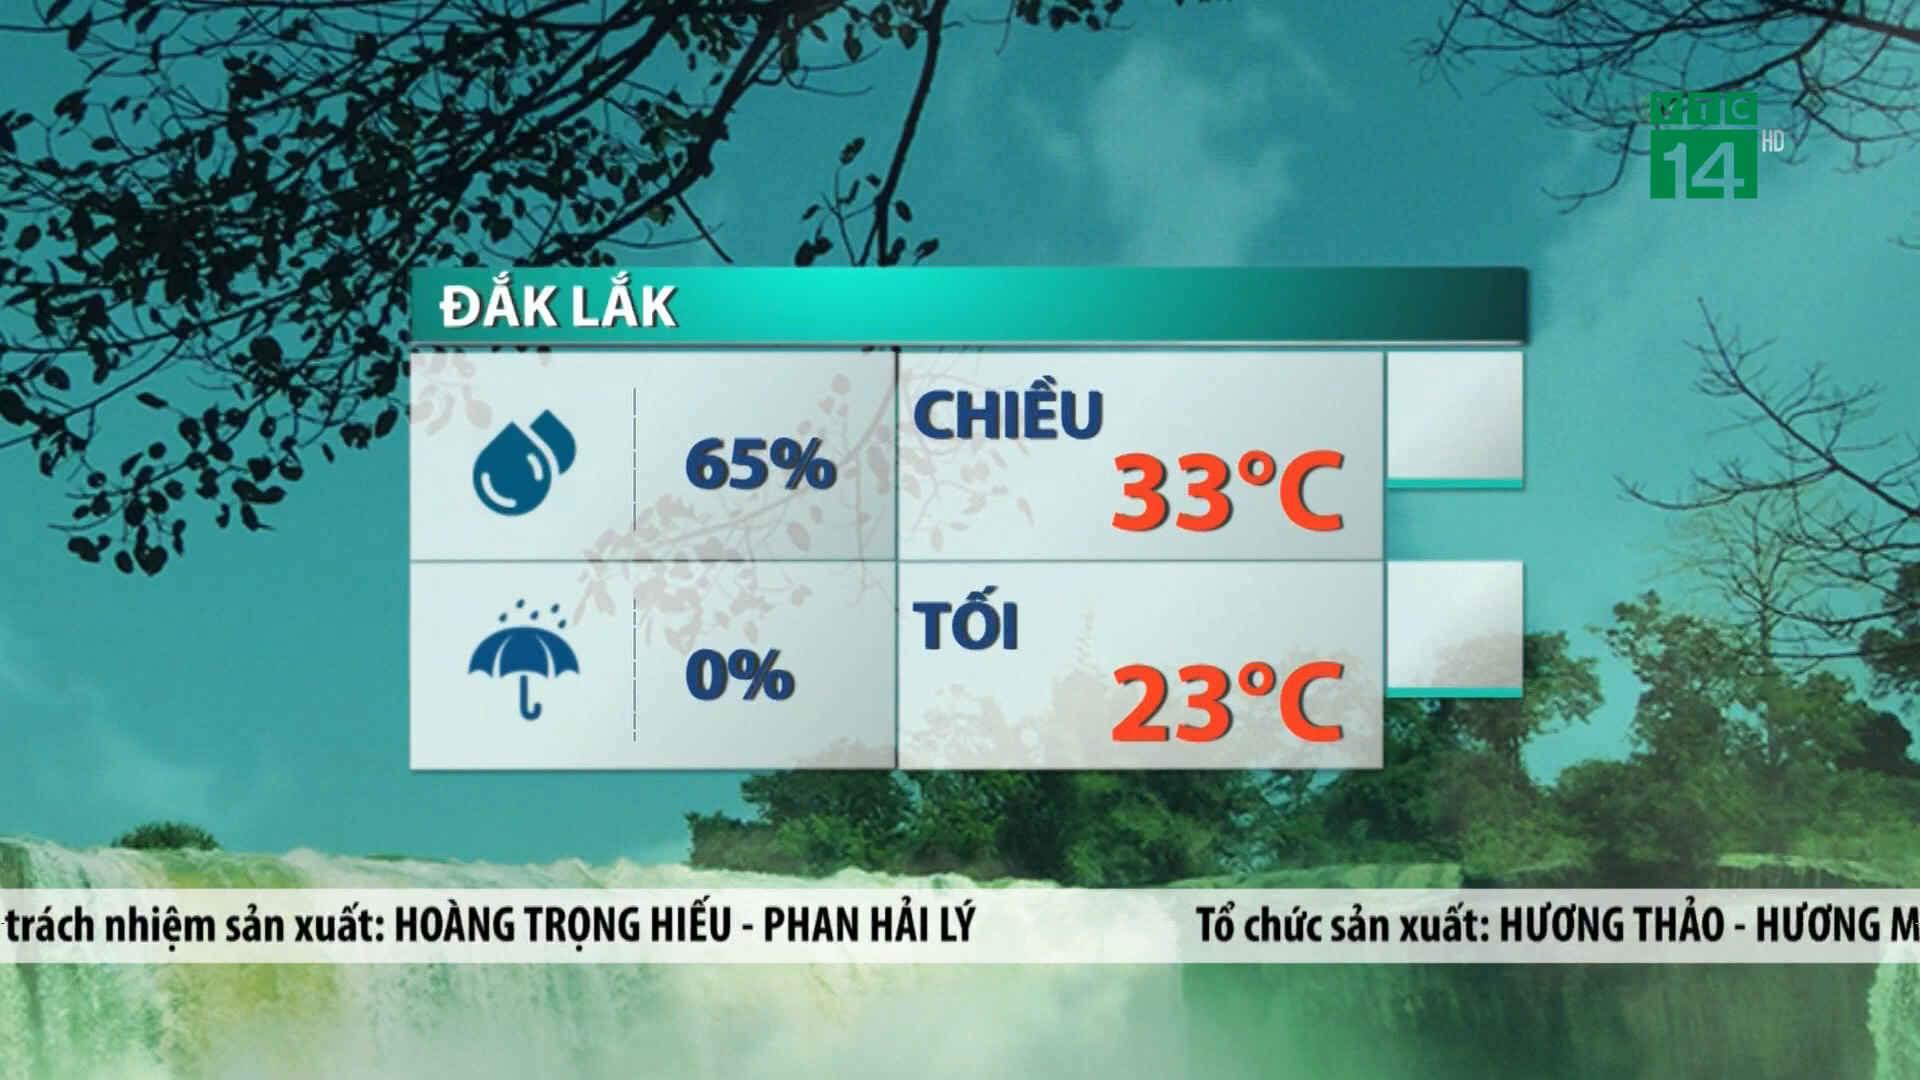 VTC
14 HD
ĐẮK LẮK
65%
CHIỀU
33°C
0%
TỐI
23°C
trách nhiệm sản xuất: HOÀNG TRỌNG HIẾU - PHAN HẢI LÝ
Tổ chức sản xuất: HƯƠNG THẢO - HƯƠNG M